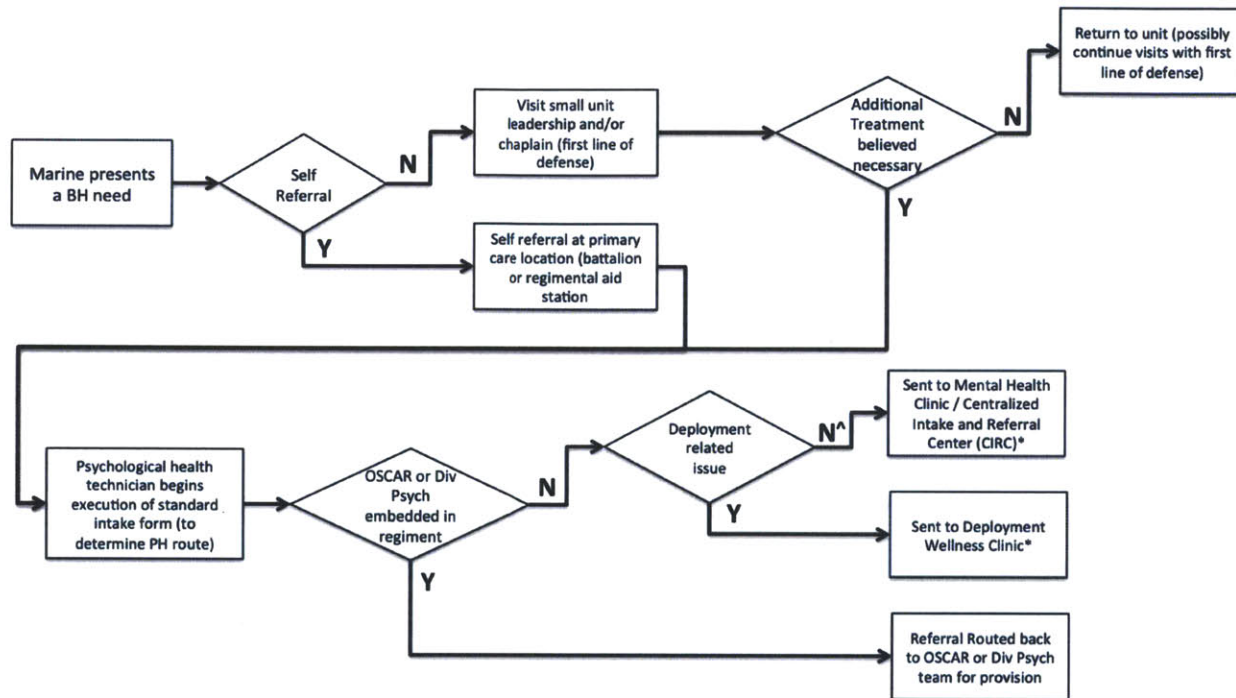 Marine presents
a BH need
Self
Referral
N
Y
Visit small unit
leadership and/or
chaplain (first line of
defense)
Self referral at primary
care location (battalion
or regimental aid
station
Additional
Treatment
believed
necessary
N
Y
Return to unit (possibly
continue visits with first
line of defense)
Psychological health
technician begins
execution of standard
intake form (to
determine PH route)
OSCAR or Div
Psych
embedded in
regiment
N
Y
Deployment
related
issue
N^
Y
Sent to Mental Health
Clinic / Centralized
Intake and Referral
Center (CIRC)*
Sent to Deployment
Wellness Clinic*
Referral Routed back
to OSCAR or Div Psych
team for provision